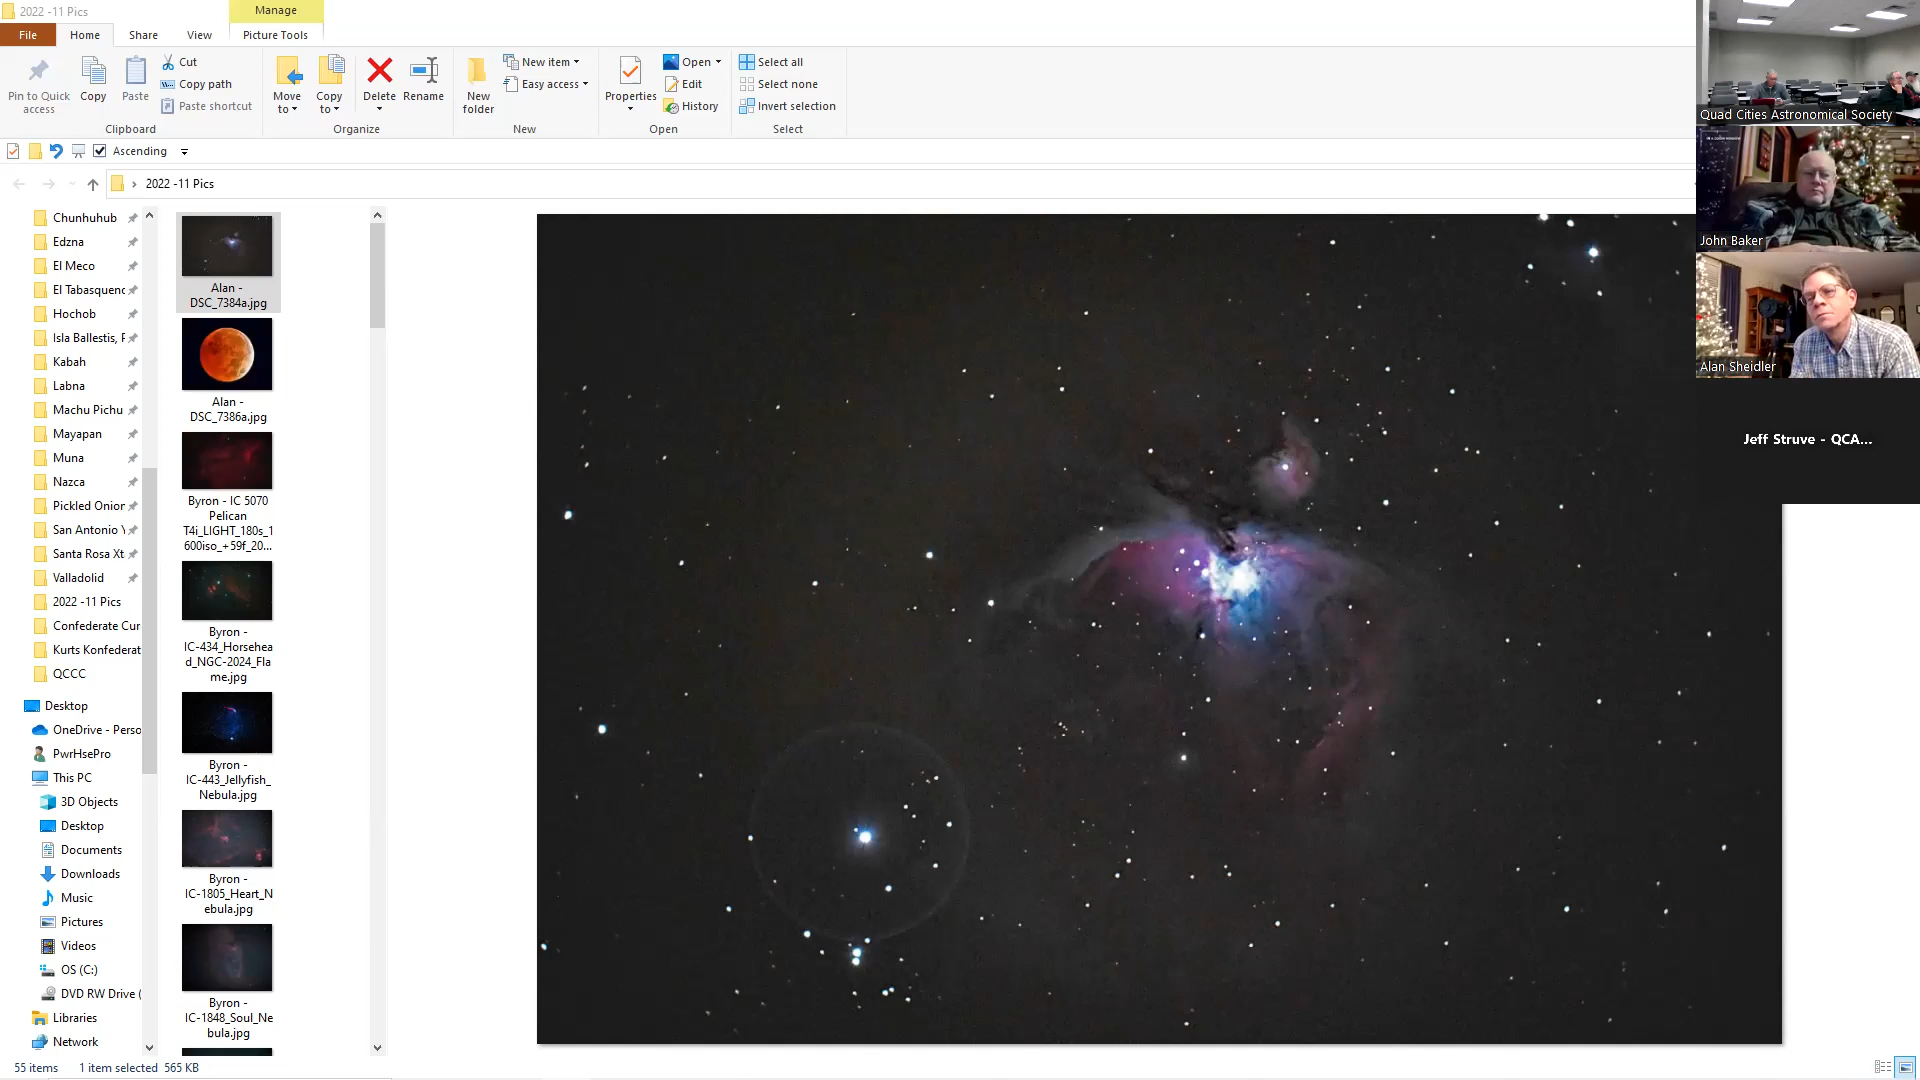 2022 -11 Pics
Manage
File
Home
Share
View
Picture Tools
Pin to Quick access
Copy
Paste
Cut
Copy path
Paste shortcut
Clipboard
Move to
Copy to
Delete
Rename
Organize
New folder
New item
Easy access
New
Properties
Open
Edit
History
Open
Select all
Select none
Invert selection
Select
Ascending
2022 -11 Pics
Chunhuhub
Edzna
El Meco
El Tabasquenc
Hochob
Isla Ballestis, F
Kabah
Labna
Machu Pichu
Mayapan
Muna
Nazca
Pickled Onior
San Antonio Y
Santa Rosa Xt
Valladolid
2022 -11 Pics
Confederate Cur
Kurts Konfederat
QCCC
Desktop
OneDrive - Perso
PwrHsePro
This PC
3D Objects
Desktop
Documents
Downloads
Music
Pictures
Videos
OS (C:)
DVD RW Drive (
Libraries
Network
Alan -
DSC_7384a.jpg
Alan -
DSC_7386a.jpg
Byron - IC 5070
Pelican
T4i_LIGHT_180s_1
600iso_+59f_20...
Byron -
IC-434_Horsehea
d_NGC-2024_Fla
me.jpg
Byron -
IC-443_Jellyfish_
Nebula.jpg
Byron -
IC-1805_Heart_N
ebula.jpg
Byron -
IC-1848_Soul_Ne
bula.jpg
Quad Cities Astronomical Society
John Baker
Alan Sheidler
Jeff Struve - QCA...
55 items
1 item selected 565 KB